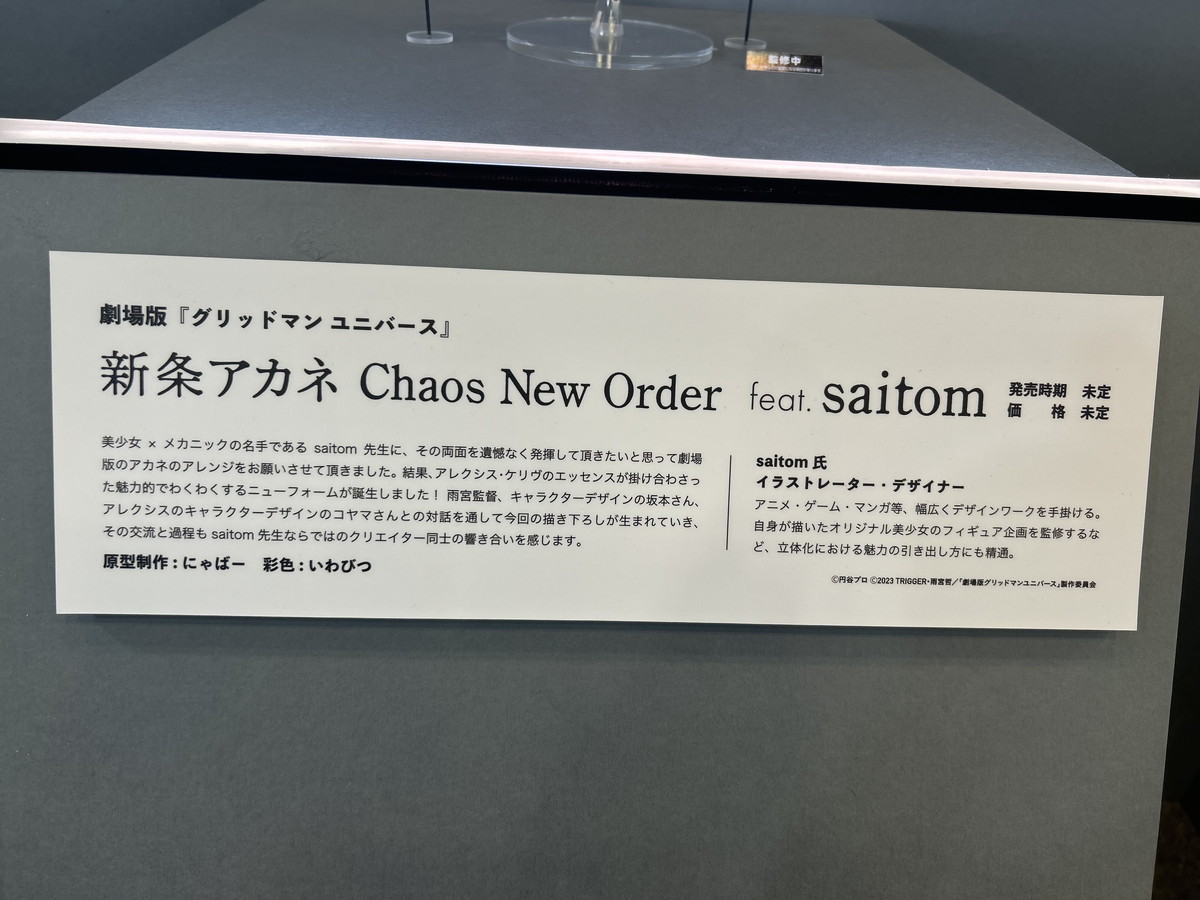 監修中
劇場版『グリッドマン ユニバース』
新条アカネ Chaos New Order feat. saitom
発売時期 未定
価 格 未定
美少女 × メカニックの名手である saitom 先生に、その両面を遺憾なく発揮して頂きたいと思って劇場
版のアカネのアレンジをお願いさせて頂きました。結果、アレクシス・ケリヴのエッセンスが掛け合わさっ
た魅力的でわくわくするニューフォームが誕生しました! 雨宮監督、キャラクターデザインの坂本さん、
アレクシスのキャラクターデザインのコヤマさんとの対話を通して今回の描き下ろしが生まれていき、
その交流と過程も saitom 先生ならではのクリエイター同士の響き合いを感じます。
原型制作:にゃばー 彩色:いわびつ
saitom 氏
イラストレーター・デザイナー
アニメ・ゲーム・マンガ等、幅広くデザインワークを手掛ける。
自身が描いたオリジナル美少女のフィギュア企画を監修するな
ど、立体化における魅力の引き出し方にも精通。
©円谷プロ ©2023 TRIGGER・雨宮哲/「劇場版グリッドマンユニバース」製作委員会